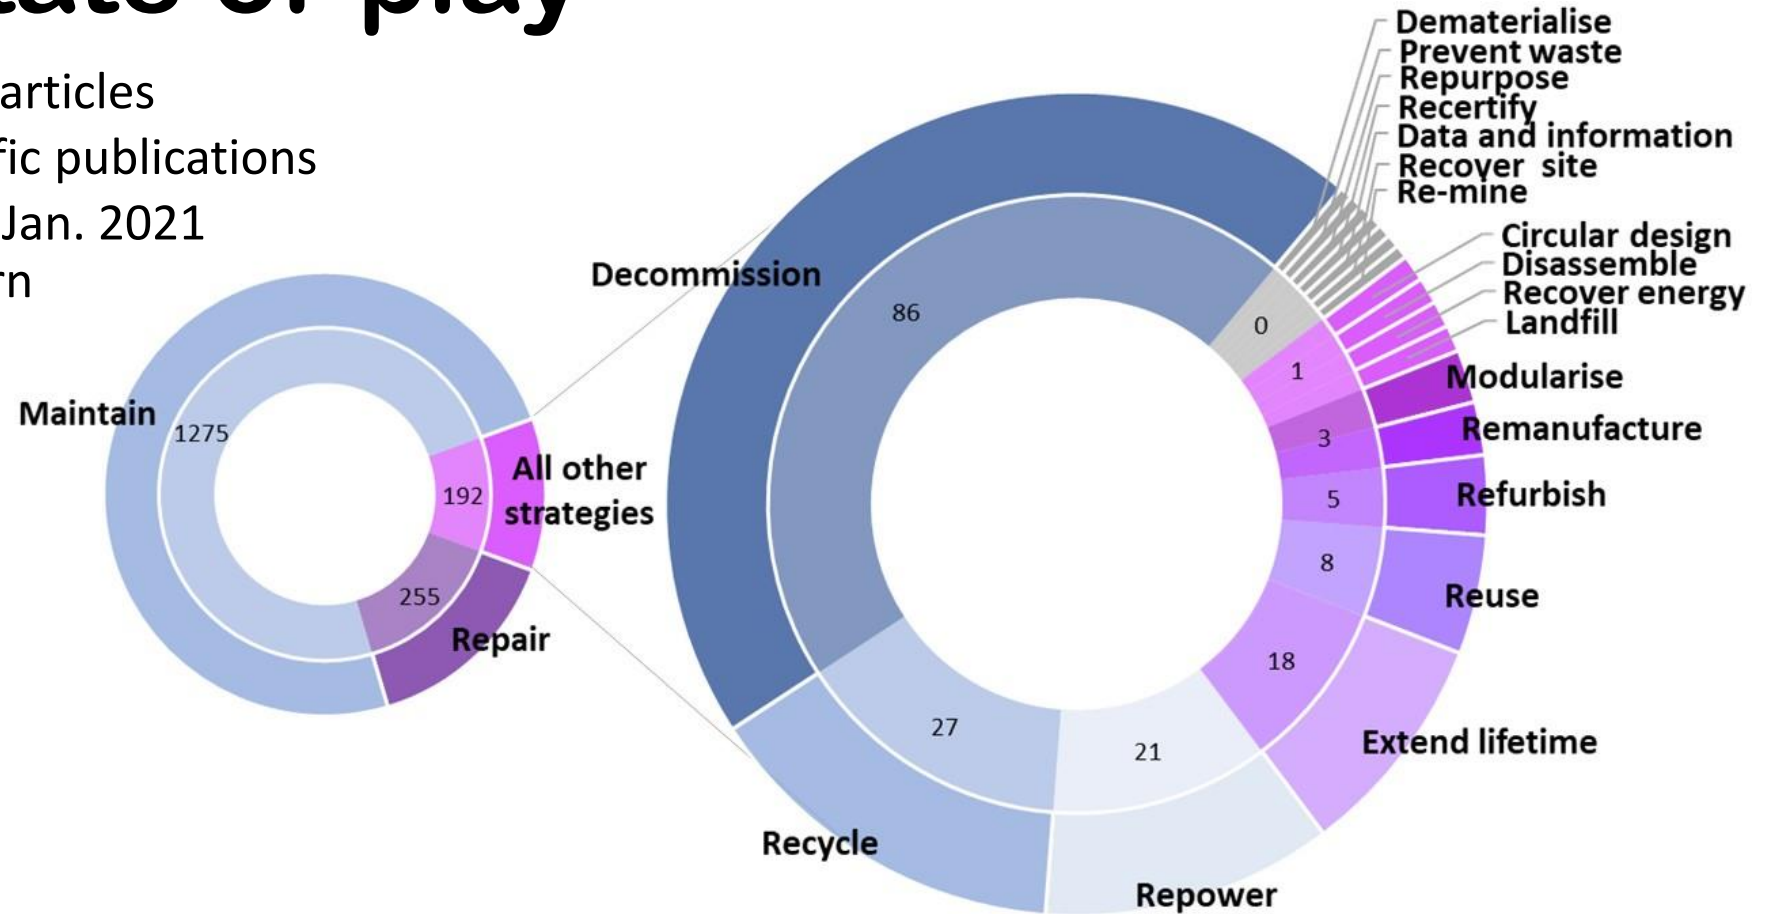 articles
publications
Jan. 2021
Maintain
1275
192
All other
strategies
255
Repair
Decommission
86
27
Recycle
21
Repower
18
Extend lifetime
8
Reuse
5
Refurbish
3
Remanufacture
Modularise
1
Landfill
Recover energy
Disassemble
Circular design
0
Re-mine
Recover site
Data and information
Recertify
Repurpose
Prevent waste
Dematerialise